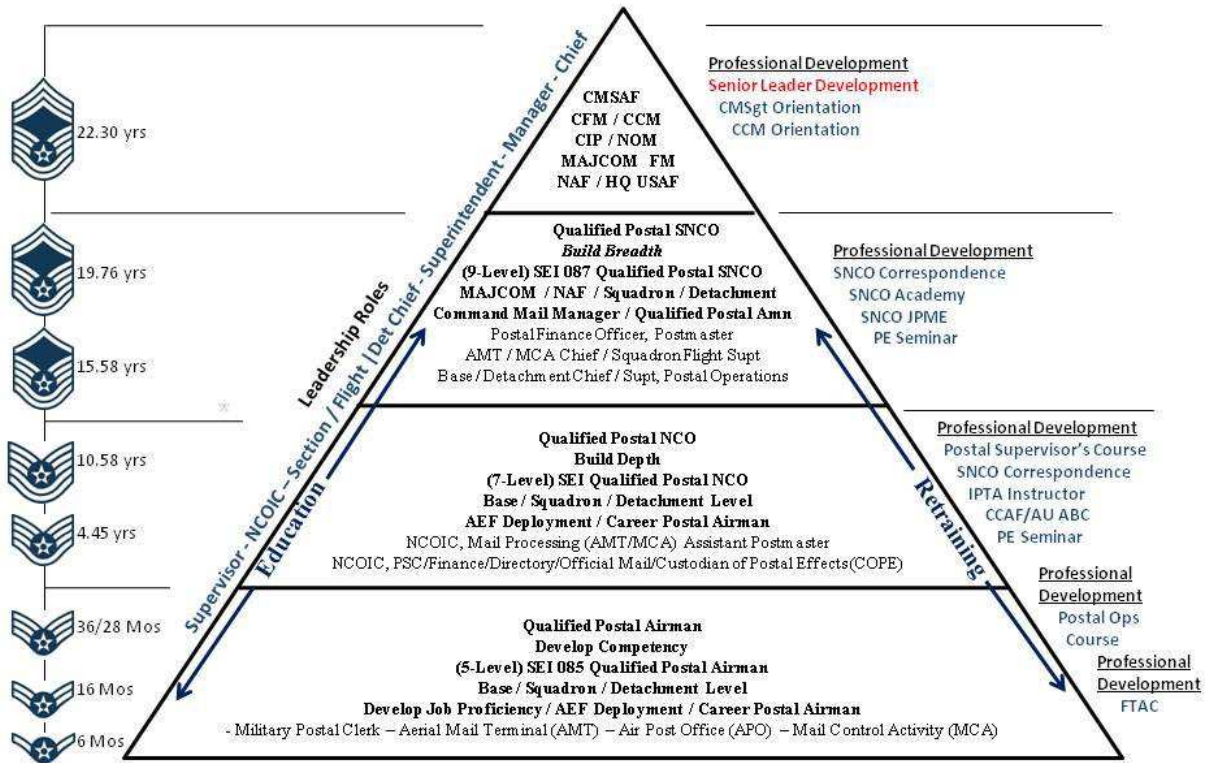 22.30 yrs
19.76 yrs
15.58 yrs
*
10.58 yrs
4.45 yrs
36/28 Mos
16 Mos
6 Mos
Supervisor - NCOIC – Section / Flight | Det Chief - Superintendent - Manager - Chief
Leadership Roles
Education
CMSAF
CFM / CCM
CIP / NOM
MAJCOM FM
NAF / HQ USAF
Qualified Postal SNCO
Build Breadth
(9-Level) SEI 087 Qualified Postal SNCO
MAJCOM / NAF / Squadron / Detachment
Command Mail Manager / Qualified Postal Amn
Postal Finance Officer, Postmaster
AMT / MCA Chief / Squadron Flight Supt
Base / Detachment Chief / Supt, Postal Operations
Qualified Postal NCO
Build Depth
(7-Level) SEI Qualified Postal NCO
Base / Squadron / Detachment Level
AEF Deployment / Career Postal Airman
NCOIC, Mail Processing (AMT/MCA) Assistant Postmaster
NCOIC, PSC/Finance/Directory/Official Mail/Custodian of Postal Effects(COPE)
Qualified Postal Airman
Develop Competency
(5-Level) SEI 085 Qualified Postal Airman
Base / Squadron / Detachment Level
Develop Job Proficiency / AEF Deployment / Career Postal Airman
- Military Postal Clerk – Aerial Mail Terminal (AMT) – Air Post Office (APO) – Mail Control Activity (MCA)
Retraining
Professional Development
Senior Leader Development
CMSgt Orientation
CCM Orientation
Professional Development
SNCO Correspondence
SNCO Academy
SNCO JPME
PE Seminar
Professional Development
Postal Supervisor's Course
SNCO Correspondence
IPTA Instructor
CCAF/AU ABC
PE Seminar
Professional
Development
Postal Ops
Course
Professional
Development
FTAC